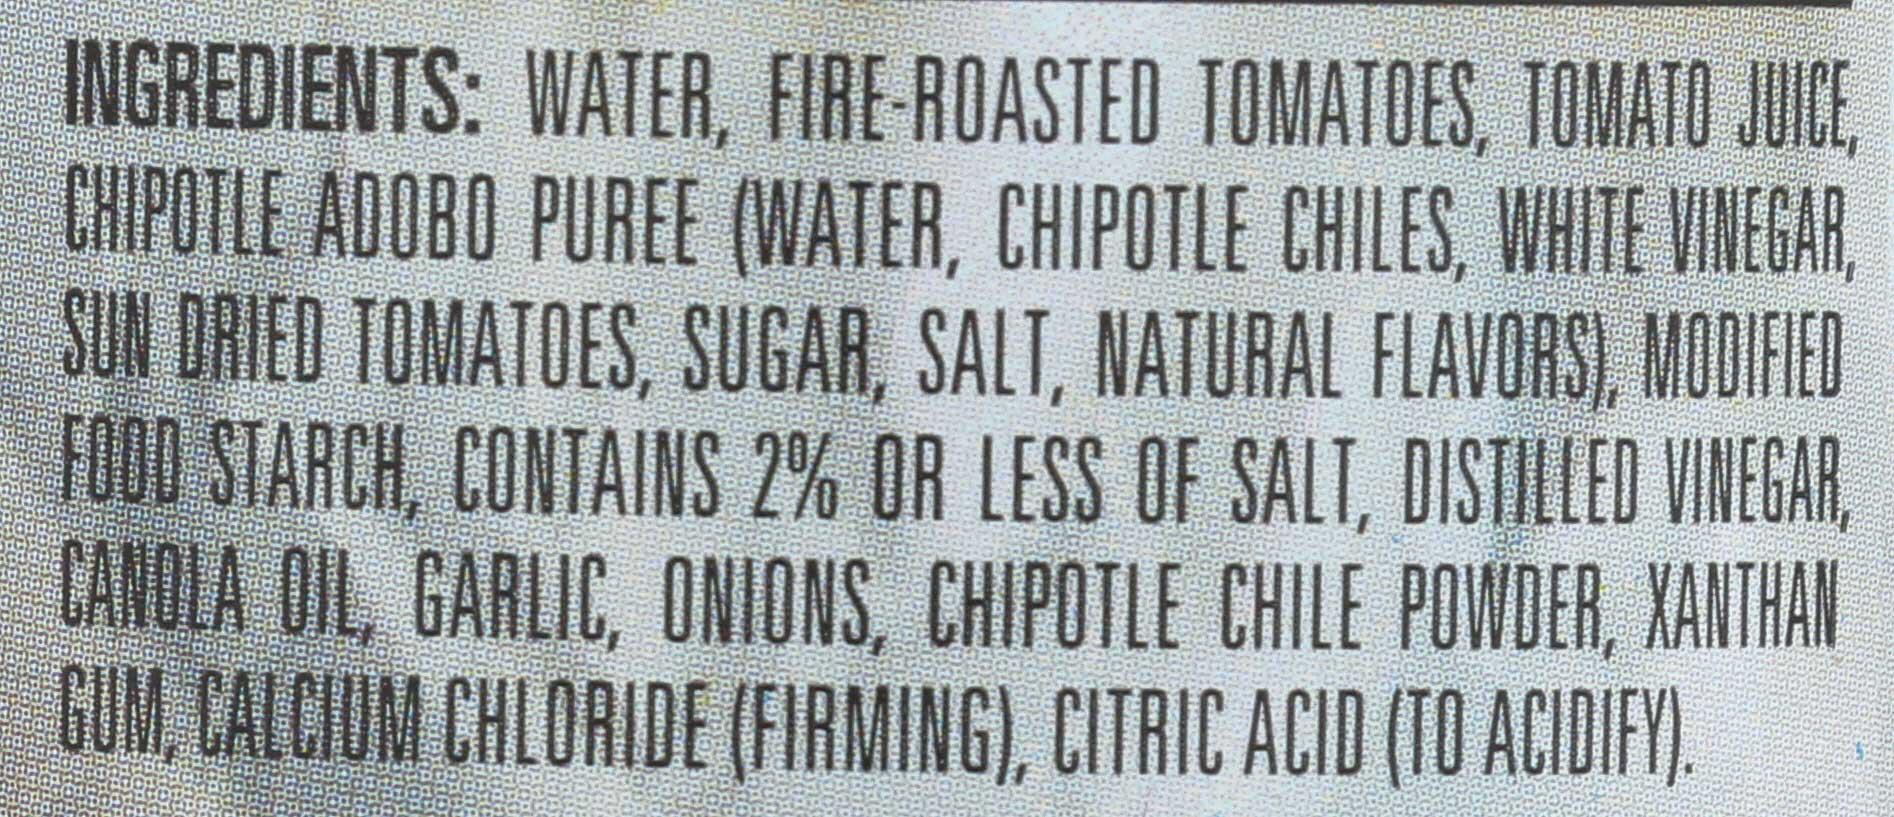 INGREDIENTS: WATER, FIRE-ROASTED TOMATOES, TOMATO JUICE,
CHIPOTLE ADOBO PUREE (WATER, CHIPOTLE CHILES, WHITE VINEGAR,
SUN DRIED TOMATOES, SUGAR, SALT, NATURAL FLAVORS), MODIFIED
FOOD STARCH, CONTAINS 2% OR LESS OF SALT, DISTILLED VINEGAR,
CANOLA OIL, GARLIC, ONIONS, CHIPOTLE CHILE POWDER, XANTHAN
GUM, CALCIUM CHLORIDE (FIRMING), CITRIC ACID (TO ACIDIFY).